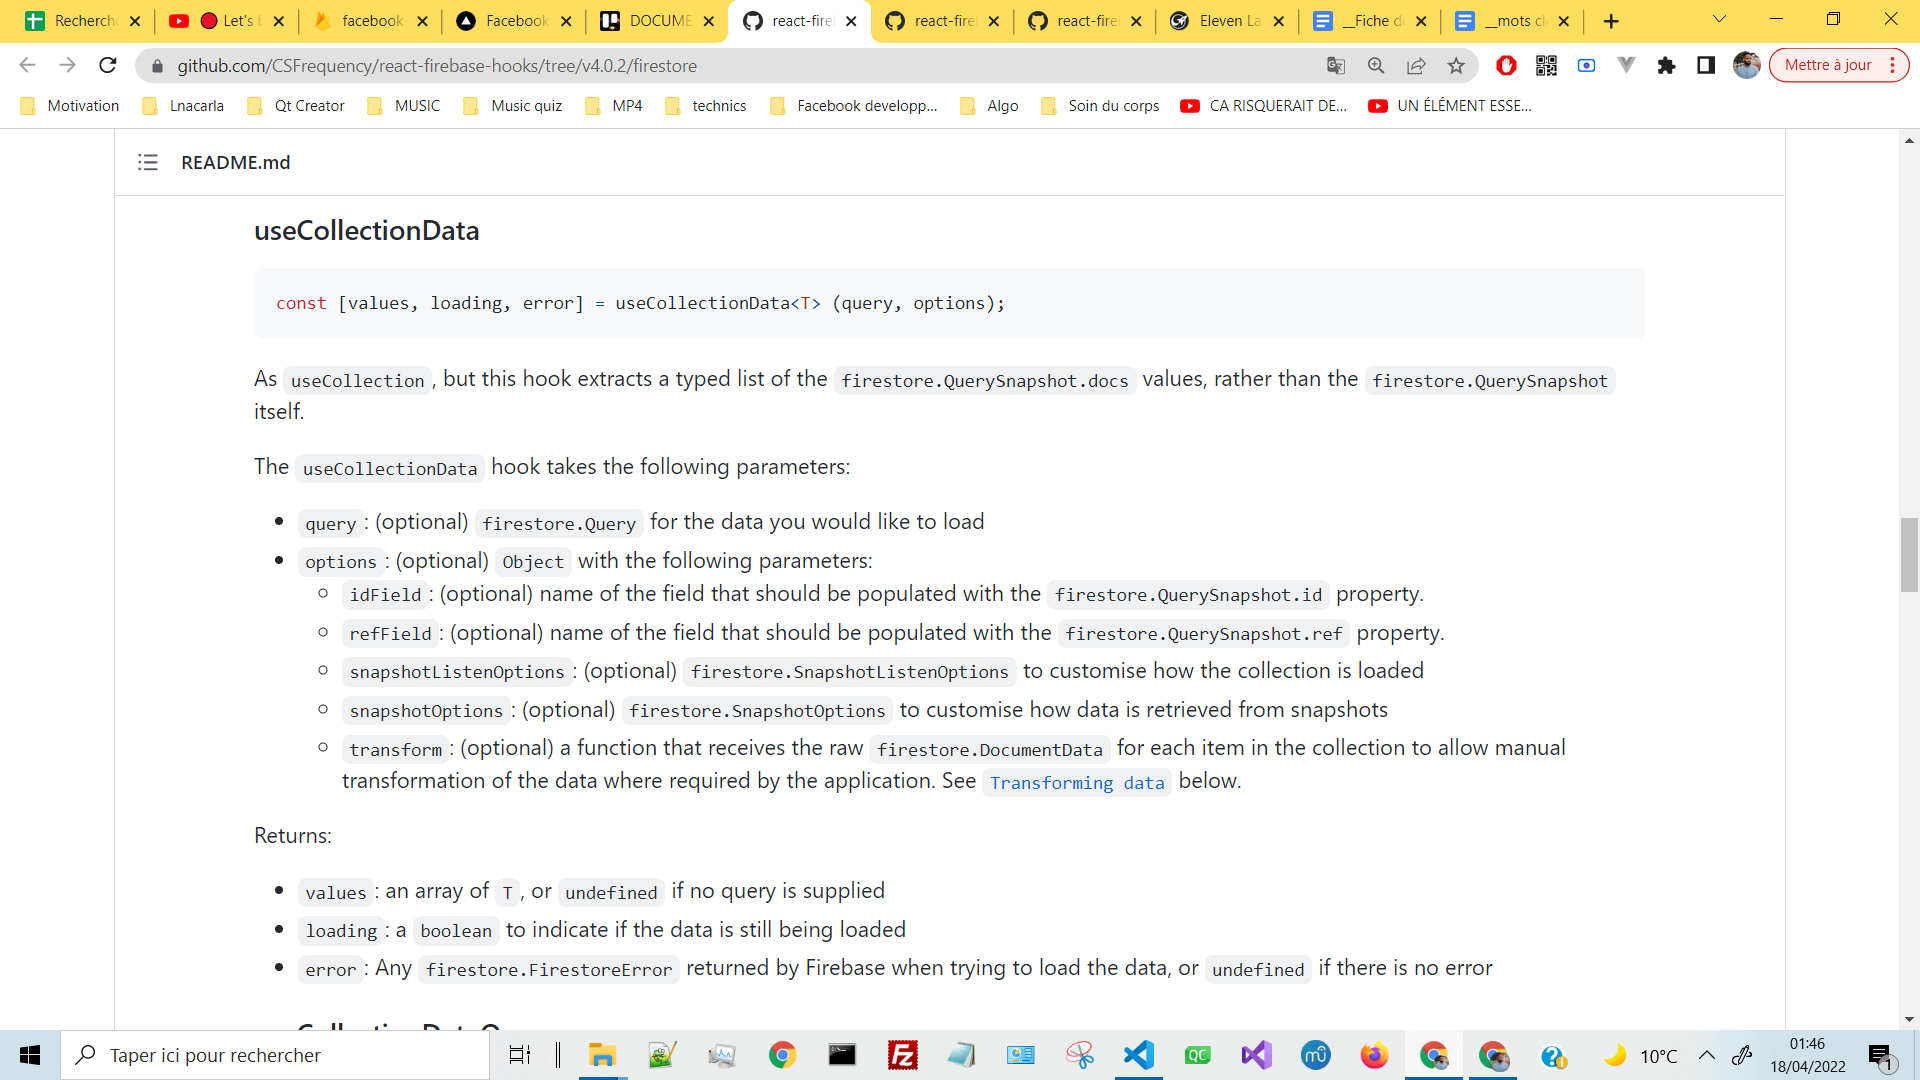 Recherche
Let's b
facebook-
Facebook
DOCUME
react-firel
react-firel
react-firel
Eleven La
__Fiche de
__mots cl
github.com/CSFrequency/react-firebase-hooks/tree/v4.0.2/firestore
Mettre à jour
Motivation
Lnacarla
Qt Creator
MUSIC
Music quiz
MP4
technics
Facebook developp...
Algo
Soin du corps
CA RISQUERAIT DE...
UN ÉLÉMENT ESSE...
README.md
useCollectionData
const [values, loading, error] = useCollectionData<T> (query, options);
As useCollection, but this hook extracts a typed list of the firestore.QuerySnapshot.docs values, rather than the firestore.QuerySnapshot
itself.
The useCollectionData hook takes the following parameters:
• query: (optional) firestore.Query for the data you would like to load
• options: (optional) Object with the following parameters:
◦ idField: (optional) name of the field that should be populated with the firestore.QuerySnapshot.id property.
◦ refField: (optional) name of the field that should be populated with the firestore.QuerySnapshot.ref property.
◦ snapshotListenOptions: (optional) firestore.SnapshotListenOptions to customise how the collection is loaded
◦ snapshotOptions: (optional) firestore.SnapshotOptions to customise how data is retrieved from snapshots
◦ transform: (optional) a function that receives the raw firestore.DocumentData for each item in the collection to allow manual
transformation of the data where required by the application. See Transforming data below.
Returns:
• values: an array of T, or undefined if no query is supplied
• loading: a boolean to indicate if the data is still being loaded
• error: Any firestore.FirestoreError returned by Firebase when trying to load the data, or undefined if there is no error
Taper ici pour rechercher
10°C
01:46
18/04/2022
1